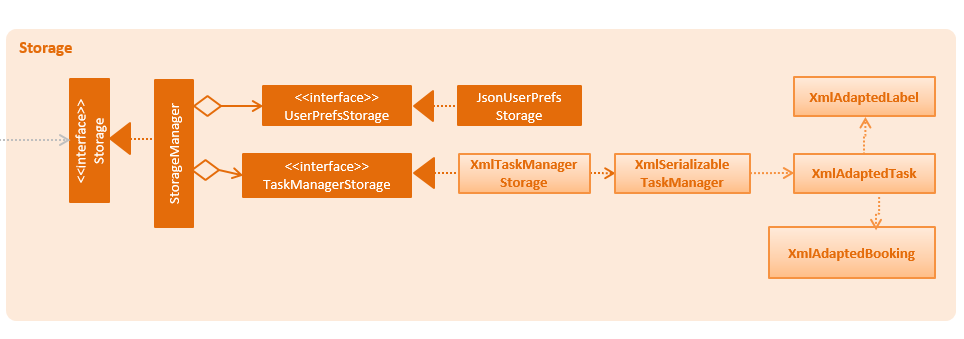 Storage
<<interface>>
Storage
StorageManager
<<interface>>
UserPrefsStorage
JsonUserPrefs
Storage
<<interface>>
TaskManagerStorage
XmlTaskManager
Storage
XmlSerializable
TaskManager
XmlAdaptedLabel
XmlAdaptedTask
XmlAdaptedBooking